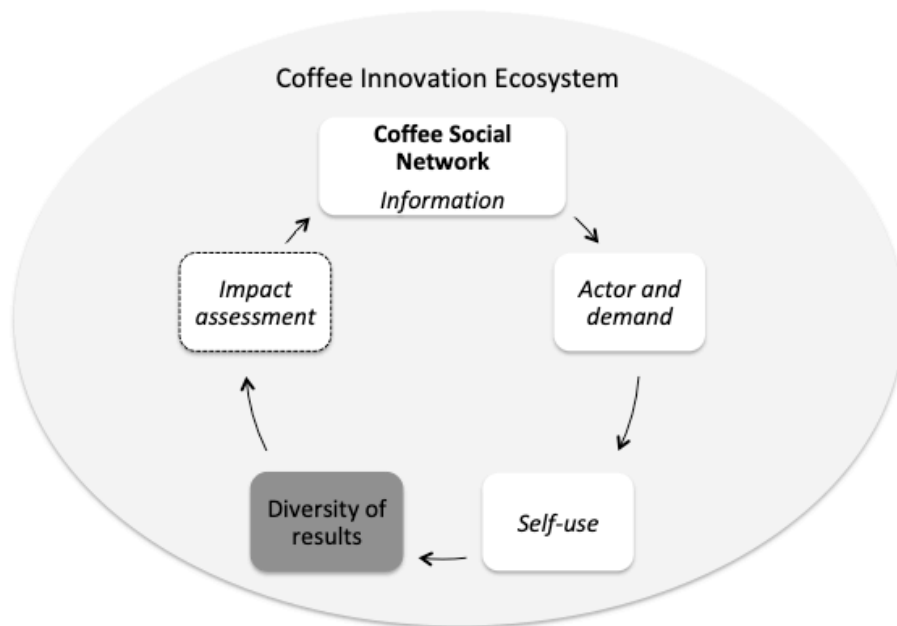 Coffee Innovation Ecosystem
Coffee Social
Network
Information
Actor and
demand
Self-use
Diversity of
results
Impact
assessment